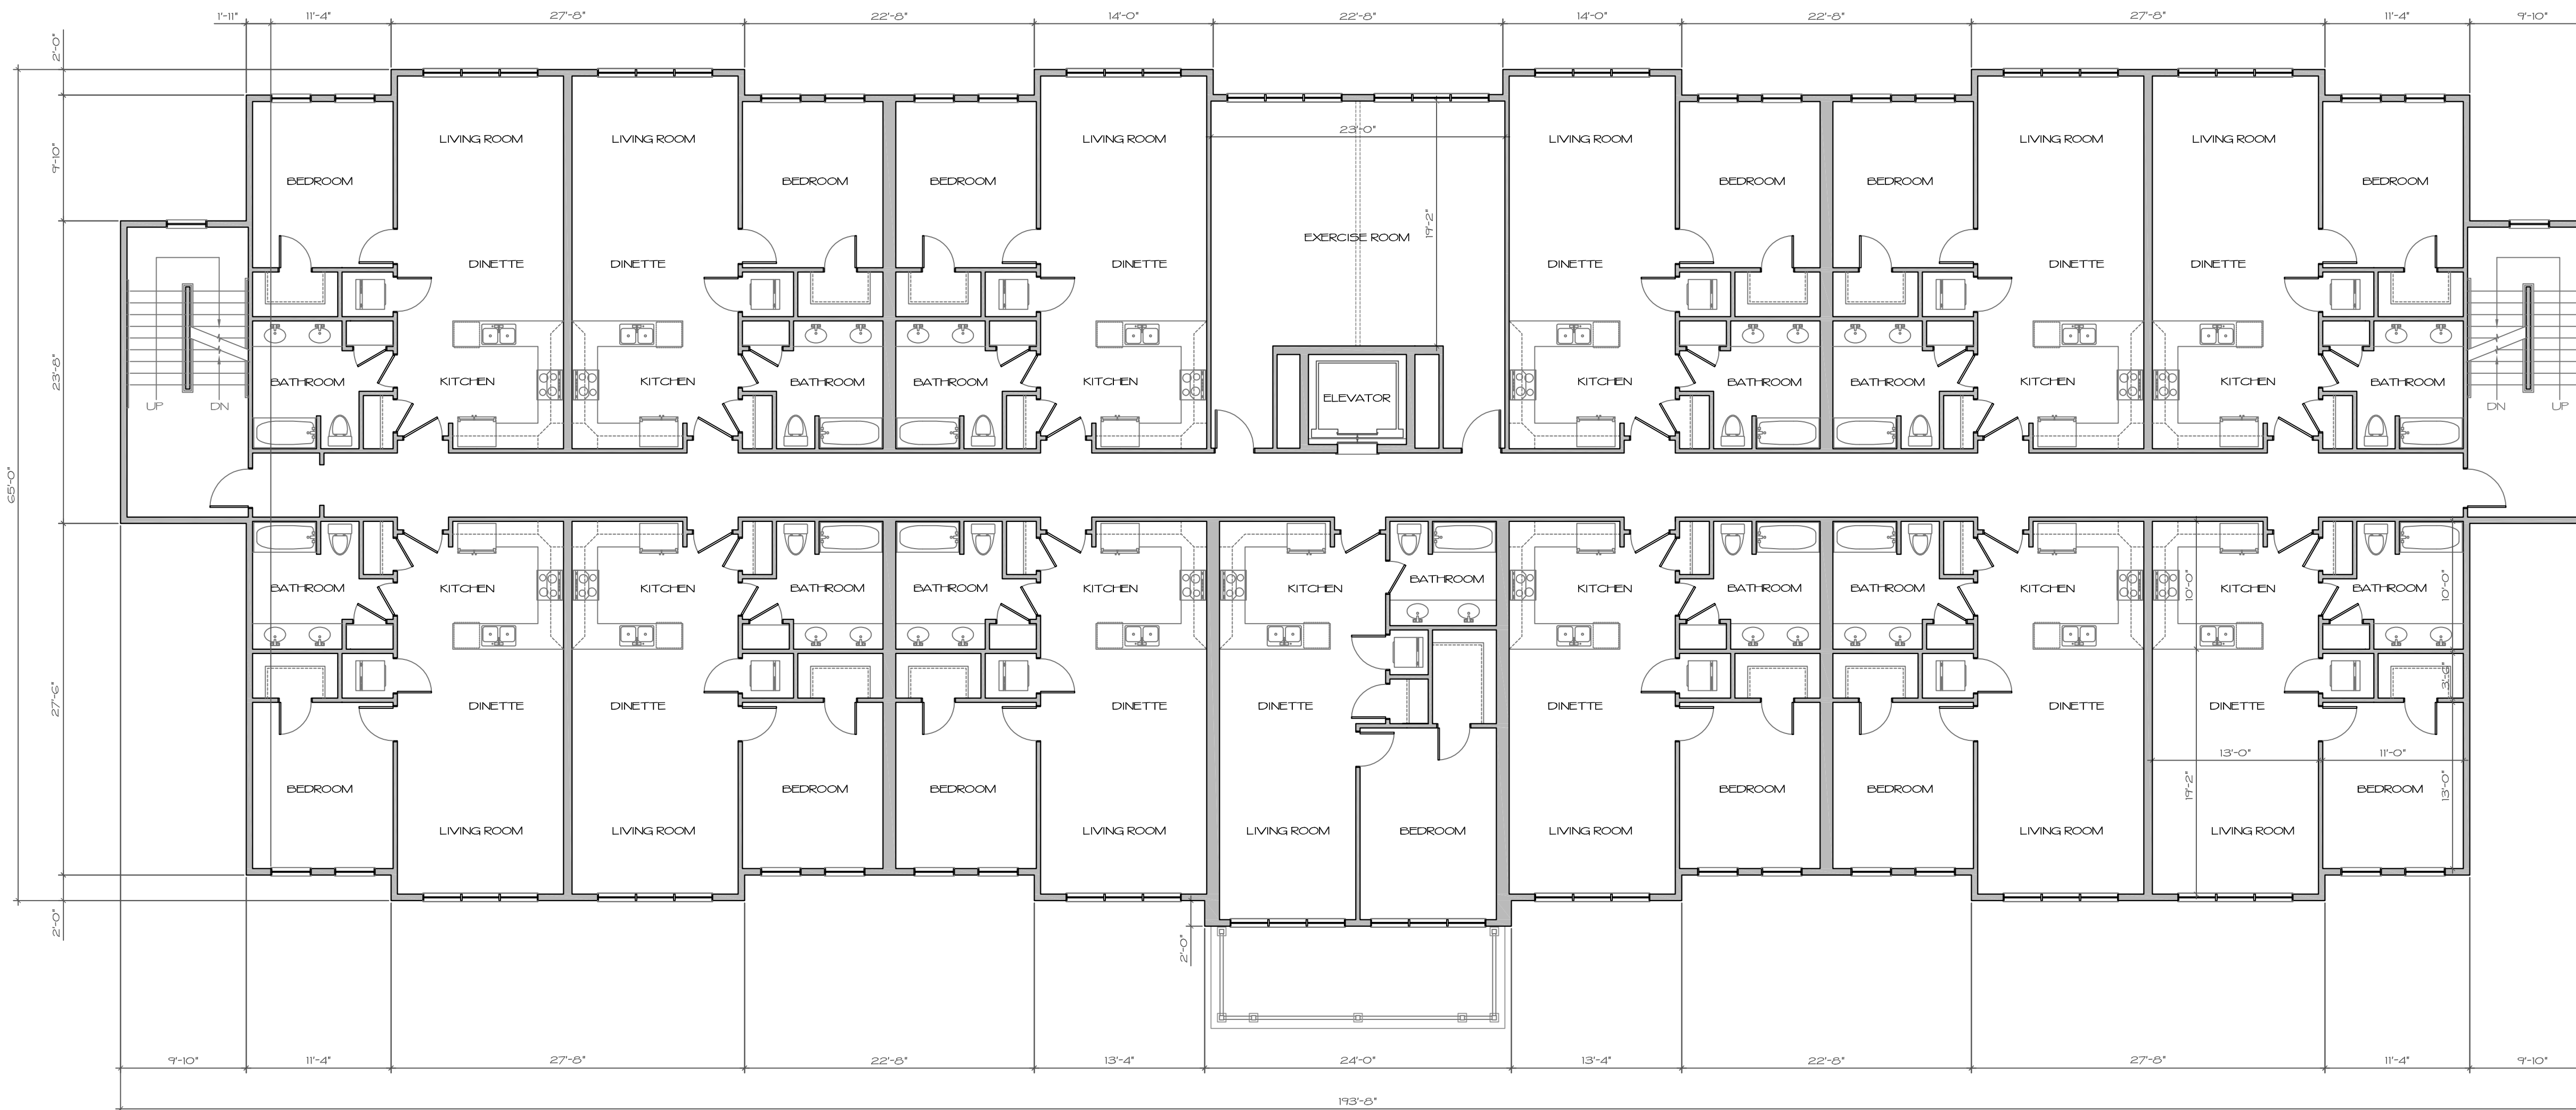 1'-11" 11'-4" 27'-8" 22'-8" 14'-0" 22'-8" 14'-0" 22'-8" 27'-8" 11'-4" 9'-10"
2'-0"
LIVING ROOM LIVING ROOM LIVING ROOM 23'-0" LIVING ROOM LIVING ROOM LIVING ROOM
9'-10"
BEDROOM BEDROOM BEDROOM BEDROOM BEDROOM BEDROOM
19'-2"
EXERCISE ROOM
DINETTE DINETTE DINETTE DINETTE DINETTE DINETTE
23'-8"
BATHROOM KITCHEN KITCHEN BATHROOM BATHROOM KITCHEN KITCHEN BATHROOM BATHROOM KITCHEN KITCHEN BATHROOM
ELEVATOR
UP DN DN UP
65'-0"
BATHROOM KITCHEN KITCHEN BATHROOM BATHROOM KITCHEN KITCHEN BATHROOM KITCHEN BATHROOM BATHROOM KITCHEN 10'-0" KITCHEN BATHROOM 10'-0"
3'-6"
27'-6"
DINETTE DINETTE DINETTE DINETTE DINETTE DINETTE DINETTE
13'-0" 11'-0"
BEDROOM BEDROOM BEDROOM BEDROOM BEDROOM 19'-2" BEDROOM 13'-0"
LIVING ROOM LIVING ROOM LIVING ROOM LIVING ROOM BEDROOM LIVING ROOM LIVING ROOM LIVING ROOM
2'-0"
2'-0"
9'-10" 11'-4" 27'-8" 22'-8" 13'-4" 24'-0" 13'-4" 22'-8" 27'-8" 11'-4" 9'-10"
193'-8"